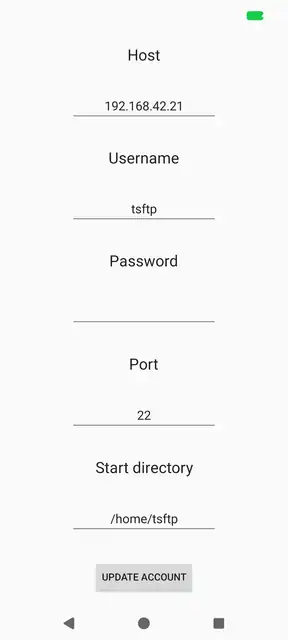 Host
192.168.42.21
Username
tsftp
Password
Port
22
Start directory
/home/tsftp
UPDATE ACCOUNT